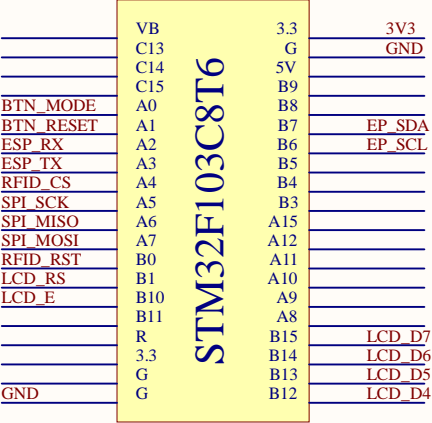 VB 3.3 3V3
C13 G GND
C14 5V
C15 B9
BTN_MODE A0 B8
BTN_RESET A1 B7 EP_SDA
ESP_RX A2 B6 EP_SCL
ESP_TX A3 B5
RFID_CS A4 B4
SPI_SCK A5 B3
SPI_MISO A6 A15
SPI_MOSI A7 A12
RFID_RST B0 A11
LCD_RS B1 A10
LCD_E B10 A9
B11 A8
R B15 LCD_D7
3.3 B14 LCD_D6
G B13 LCD_D5
GND G B12 LCD_D4
STM32F103C8T6